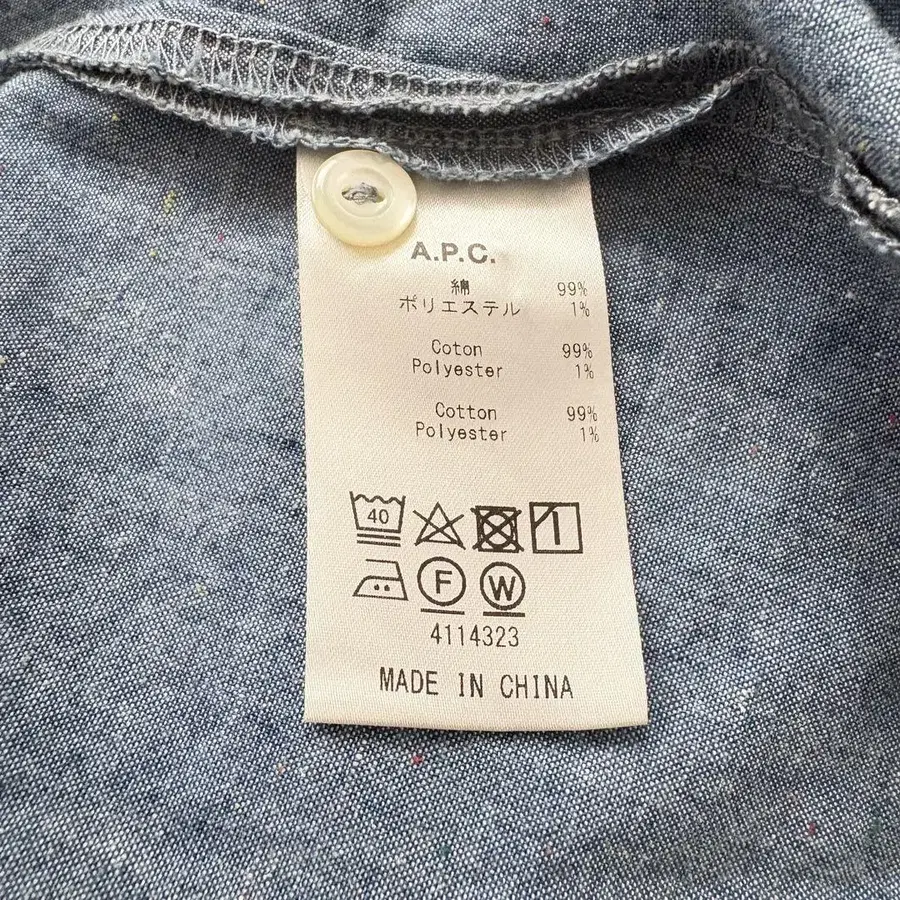 A.P.C.
綿 99%
ポリエステル 1%
Coton 99%
Polyester 1%
Cotton 99%
Polyester 1%
40
F W
4114323
MADE IN CHINA